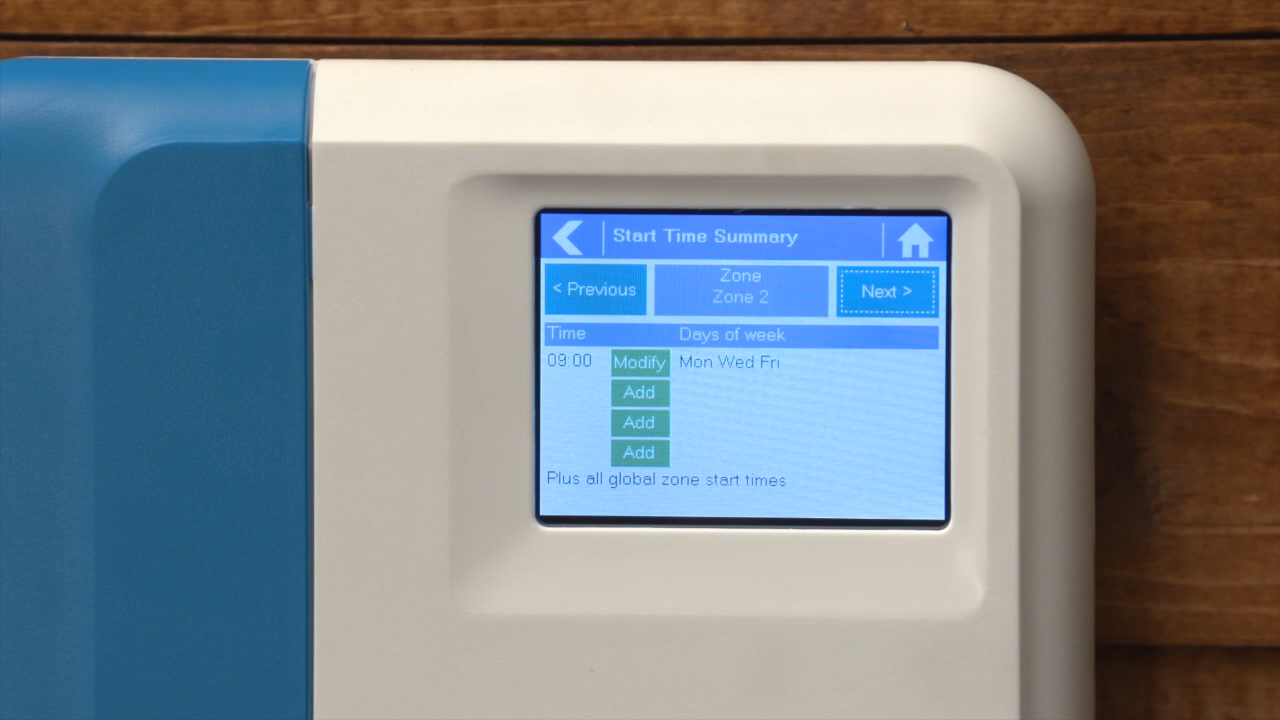 Start Time Summary
< Previous
Zone
Zone 2
Next >
Time Days of week
09:00 Modify Mon Wed Fri
Add
Add
Add
Plus all global zone start times